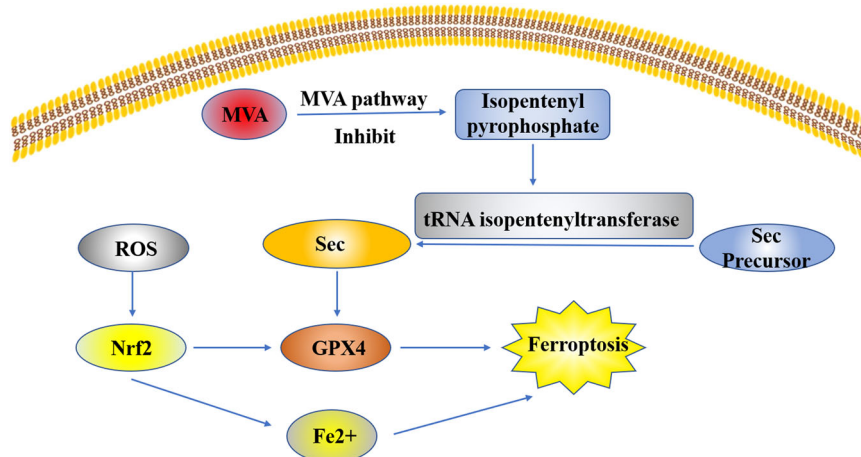 MVA
MVA pathway
Inhibit
Isopentenyl
pyrophosphate
tRNA isopentenyltransferase
ROS
Sec
Sec
Precursor
Nrf2
GPX4
Ferroptosis
Fe2+